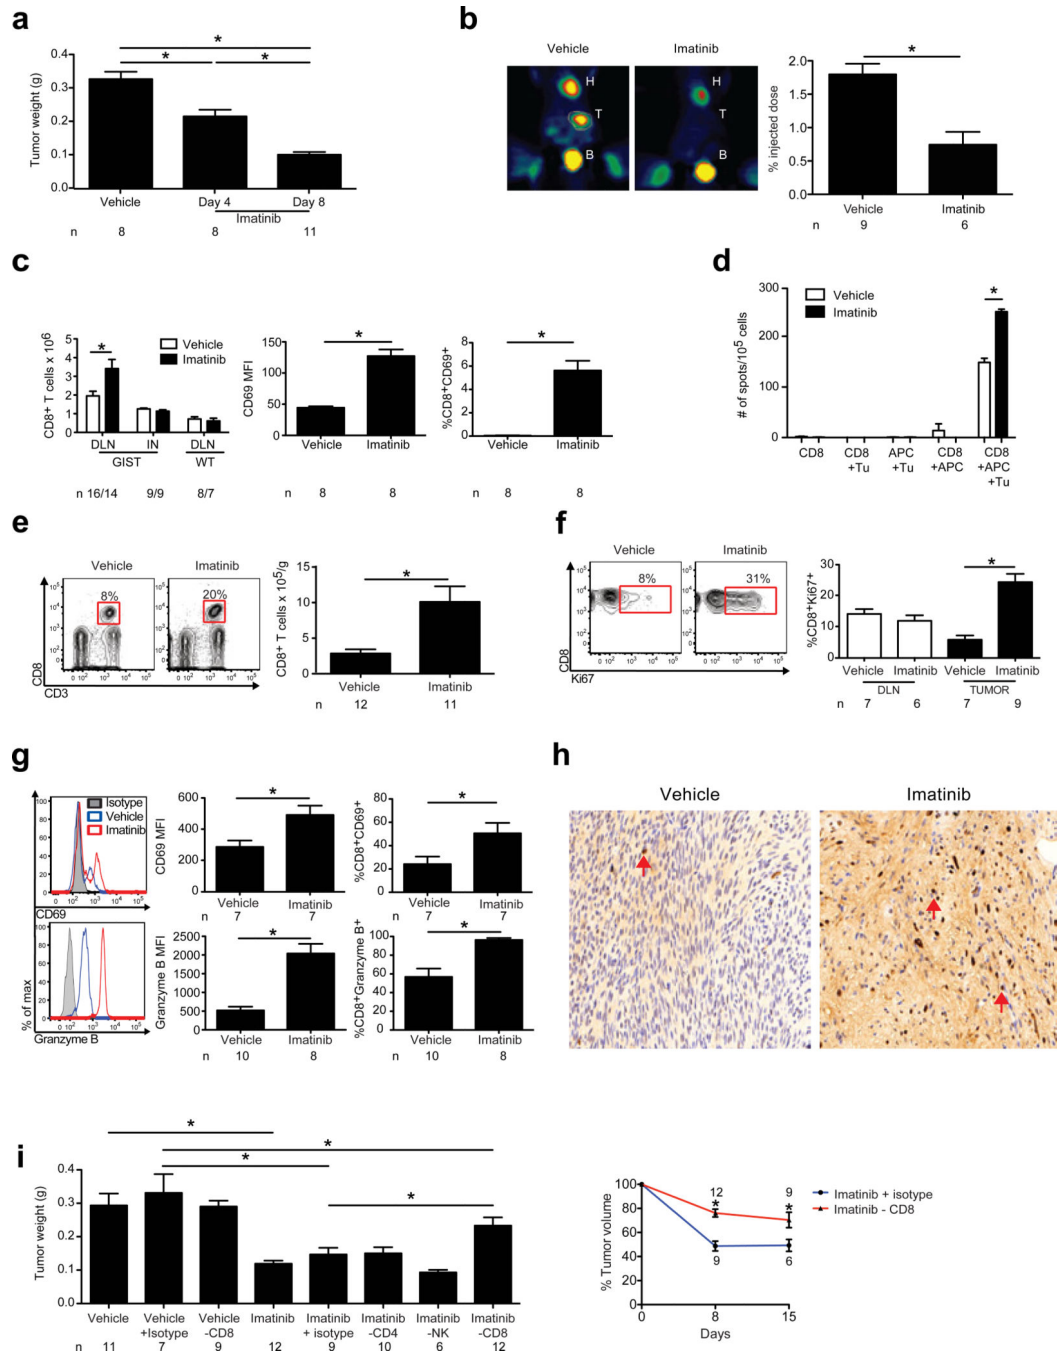 a
Tumor weight (g)
0.4
0.3
0.2
0.1
0.0
*
*
*
Vehicle
Day 4
Day 8
Imatinib
n
8
8
11
b
Vehicle
Imatinib
H
T
B
H
T
B
% injected dose
2.0
1.5
1.0
0.5
0.0
*
Vehicle
Imatinib
n
9
6
c
CD8+ T cells x 10⁶
5
4
3
2
1
0
*
Vehicle
Imatinib
DLN
IN
DLN
GIST
WT
n 16/14
9/9
8/7
CD69 MFI
150
100
50
0
*
Vehicle
Imatinib
n
8
8
%CD8⁺CD69⁺
8
6
4
2
0
*
Vehicle
Imatinib
n
8
8
d
# of spots/10⁵ cells
300
200
100
0
Vehicle
Imatinib
*
CD8
CD8 +Tu
APC +Tu
CD8 +APC
CD8 +APC +Tu
e
Vehicle
Imatinib
8%
20%
CD8
CD3
CD8⁺ T cells x 10⁵/g
15
10
5
0
*
Vehicle
Imatinib
n
12
11
f
Vehicle
Imatinib
8%
31%
CD8
Ki67
%CD8⁺Ki67+
30
20
10
0
*
Vehicle
Imatinib
Vehicle
Imatinib
DLN
TUMOR
n
7
6
7
9
g
Isotype
Vehicle
Imatinib
CD69
% of max
Granzyme B
CD69 MFI
600
400
200
0
*
Vehicle
Imatinib
n
7
7
%CD8⁺CD69+
80
60
40
20
0
*
Vehicle
Imatinib
n
7
7
Granzyme B MFI
2500
2000
1500
1000
500
0
*
Vehicle
Imatinib
n
10
8
%CD8⁺Granzyme B⁺
100
80
60
40
20
0
*
Vehicle
Imatinib
n
10
8
h
Vehicle
Imatinib
i
Tumor weight (g)
0.4
0.3
0.2
0.1
0.0
*
*
*
*
Vehicle
Vehicle +Isotype
Vehicle -CD8
Imatinib
Imatinib + isotype
Imatinib -CD4
Imatinib -NK
Imatinib -CD8
n
11
7
9
12
9
10
6
12
% Tumor volume
100
80
60
40
20
0
12
*
9
*
9
6
0
8
15
Days
Imatinib + isotype
Imatinib - CD8